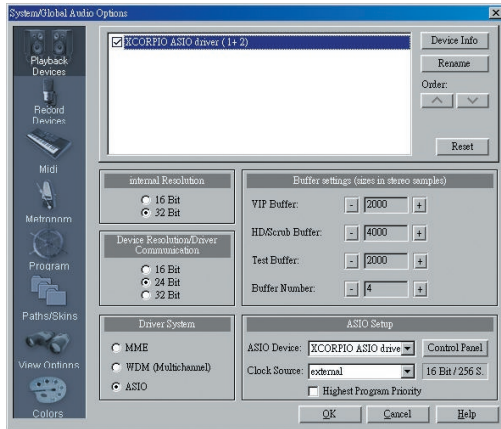 System/Global Audio Options
Playback
Devices
Record
Devices
Midi
Metronom
Program
Paths/Skins
View Options
Colors
XCORPIO ASIO driver ( 1+ 2)
Device Info
Rename
Order:
Reset
internal Resolution
16 Bit
32 Bit
Device Resolution/Driver
Communication
16 Bit
24 Bit
32 Bit
Driver System
MME
WDM (Multichannel)
ASIO
Buffer settings (sizes in stereo samples)
VIP Buffer: - 2000 +
HD/Scrub Buffer: - 4000 +
Test Buffer: - 2000 +
Buffer Number: - 4 +
ASIO Setup
ASIO Device: XCORPIO ASIO drive Control Panel
Clock Source: external 16 Bit / 256 S.
Highest Program Priority
OK Cancel Help